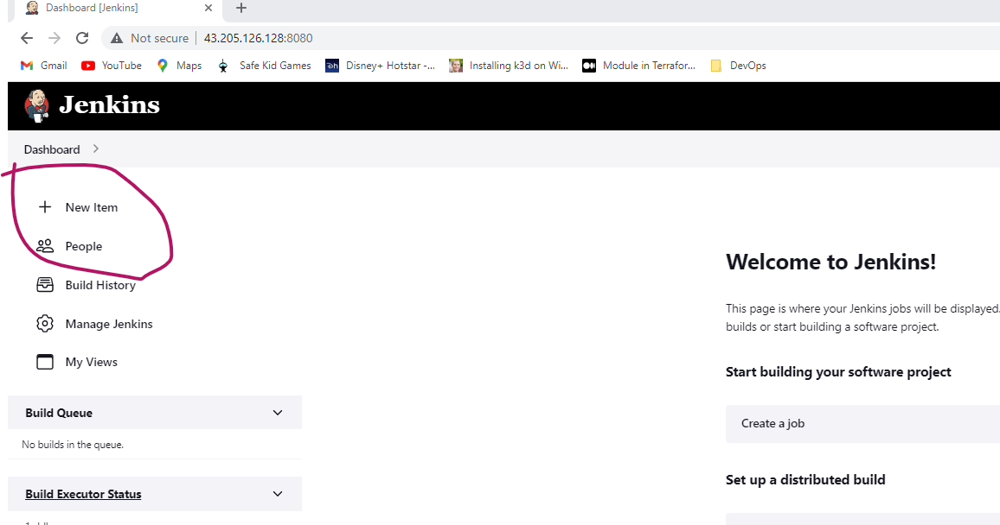 Dashboard [Jenkins]
Not secure | 43.205.126.128:8080
Gmail YouTube Maps Safe Kid Games Disney+ Hotstar -... Installing k3d on Wi... Module in Terrafor... DevOps
Jenkins
Dashboard
New Item
People
Build History
Manage Jenkins
My Views
Build Queue
No builds in the queue.
Build Executor Status
Welcome to Jenkins!
This page is where your Jenkins jobs will be displayed.
builds or start building a software project.
Start building your software project
Create a job
Set up a distributed build